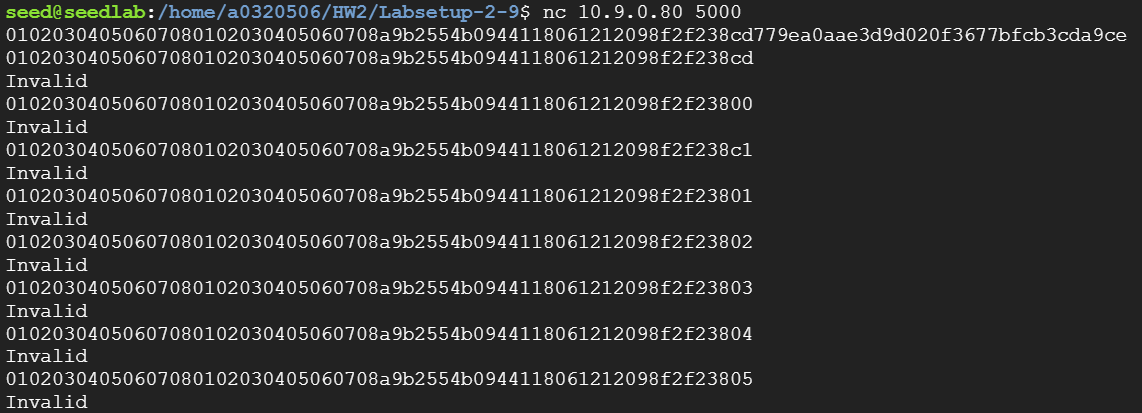 seed@seedlab:/home/a0320506/HW2/Labsetup-2-9$ nc 10.9.0.80 5000
01020304050607080102030405060708a9b2554b0944118061212098f2f238cd779ea0aae3d9d020f3677bfcb3cda9ce
01020304050607080102030405060708a9b2554b0944118061212098f2f238cd
Invalid
01020304050607080102030405060708a9b2554b0944118061212098f2f23800
Invalid
01020304050607080102030405060708a9b2554b0944118061212098f2f238c1
Invalid
01020304050607080102030405060708a9b2554b0944118061212098f2f23801
Invalid
01020304050607080102030405060708a9b2554b0944118061212098f2f23802
Invalid
01020304050607080102030405060708a9b2554b0944118061212098f2f23803
Invalid
01020304050607080102030405060708a9b2554b0944118061212098f2f23804
Invalid
01020304050607080102030405060708a9b2554b0944118061212098f2f23805
Invalid